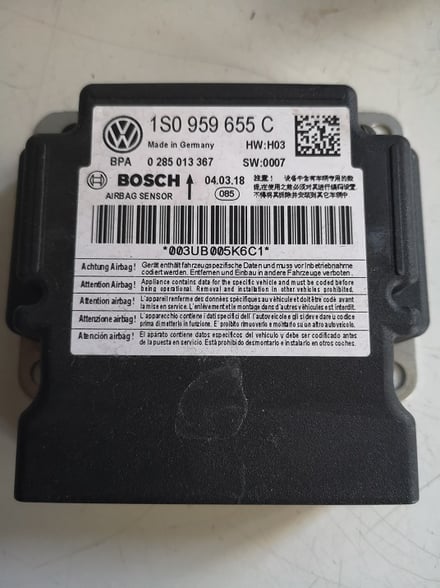 1S0 959 655 C
Made in Germany HW:H03
BPA 0 285 013 367 SW:0007
BOSCH 04.03.18
AIRBAG SENSOR 085
*003UB005K6C1*
Achtung Airbag! Gerät enthält fahrzeugspezifische Daten und muss vor Inbetriebnahme
codiert werden. Entfernen und Einbau in andere Fahrzeuge verboten.
Attention Airbag! Appliance contains data for the specific vehicle and must be coded before
being operational. Removal and installation in other vehicles prohibited.
Attention airbag! L'appareil renferme des données spécifiques au véhicule et doit être codé avant
la mise en service. L'enlèvement et le montage dans d'autres véhicules est interdit.
Attenzione airbag! L'apparecchio contiene i dati specifici dell'autoveicolo e gli si deve dare un codice
prima di metterlo in funzione. E' proibito rimuoverlo e montarlo su altro autoveicolo.
Atención airbag! El aparato contiene datos específicos del vehículo y debe ser codificado antes
de la puesta en servicio. Está prohibido desmontarlo e instalarlo en otros coches.